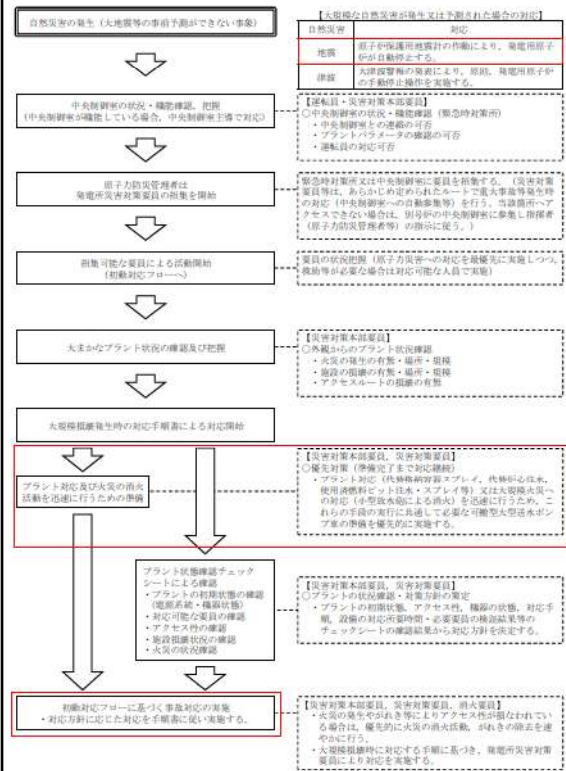 自然災害の発生（大地震等の事前予測ができない事象）
【大規模な自然災害が発生又は予測された場合の対応】
自然災害 対応
地震 ・原子炉保護用地震計の作動により、発電用原子
炉が自動停止する。
津波 ・大津波警報の発表により、原則、発電用原子炉
の手動停止操作を実施する。
中央制御室の状況・機能確認、把握
（中央制御室が機能している場合、中央制御室主導で対応）
【運転員・災害対策本部要員】
○中央制御室の状況・機能確認（緊急時対策所）
・中央制御室との連絡の可否
・プラントパラメータの確認の可否
・運転員の対応可否
原子力防災管理者は
発電所災害対策要員の招集を開始
緊急時対策所又は中央制御室に要員を招集する。（災害対策
要員等は、あらかじめ定められたルートで重大事故等発生時
の対応（中央制御室への自動参集等）を行う。当該箇所へア
クセスできない場合は、別号炉の中央制御室に参集し指揮者
（原子力防災管理者等）の指示に従う。）
招集可能な要員による活動開始
（初動対応フローへ）
要員の状況把握（原子力災害への対応を最優先に実施しつつ、
救助等が必要な場合は対応可能な人員で実施）
大まかなプラント状況の確認及び把握
【災害対策本部要員】
○外観からのプラント状況確認
・火災の発生の有無・場所・規模
・施設の損壊の有無・場所・規模
・アクセスルートの損壊の有無
大規模損壊発生時の対応手順書による対応開始
プラント対応及び火災の消火
活動を迅速に行うための準備
【災害対策本部要員、災害対策要員】
○優先対策（準備完了まで対応継続）
・プラント対応（代替格納容器スプレイ、代替炉心注水、
使用済燃料ピット注水・スプレイ等）又は大規模火災へ
の対応（小型放水砲による消火）を迅速に行うため、こ
れらの手段の実行に共通して必要な可搬型大型送水ポン
プ車の準備を優先的に実施する。
プラント状態確認チェック
シートによる確認
・プラントの初期状態の確認
（電源系統・機器状態）
・対応可能な要員の確認
・アクセス性の確認
・施設損壊状況の確認
・火災の状況確認
【災害対策本部要員、災害対策要員】
○プラントの状況確認・対策方針の策定
・プラントの初期状態、アクセス性、機器の状態、対応手
順、設備の対応所要時間・必要要員の検証結果等の
チェックシートの確認結果から対応方針を決定する。
初動対応フローに基づく事故対応の実施
・対応方針に応じた対応を手順書に従い実施する。
【災害対策本部要員、災害対策要員、消火要員】
・火災の発生やがれき等によりアクセス性が損なわれてい
る場合は、優先的に火災の消火活動、がれきの除去を速
やかに行う。
・大規模損壊時に対応する手順に基づき、発電所災害対策
要員により対応を実施する。